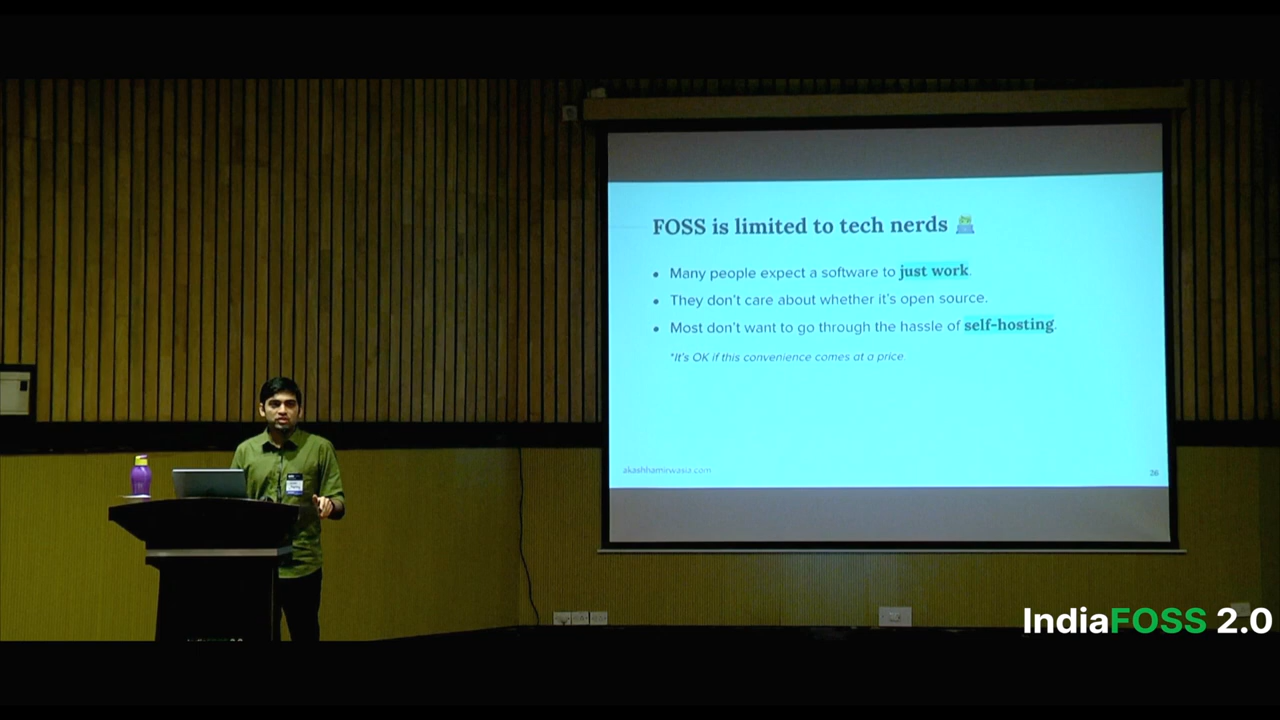 FOSS is limited to tech nerds
• Many people expect a software to just work.
• They don't care about whether it's open source.
• Most don't want to go through the hassle of self-hosting.
*It's OK if this convenience comes at a price.
akashhamirwasia.com
26
IndiaFOSS 2.0